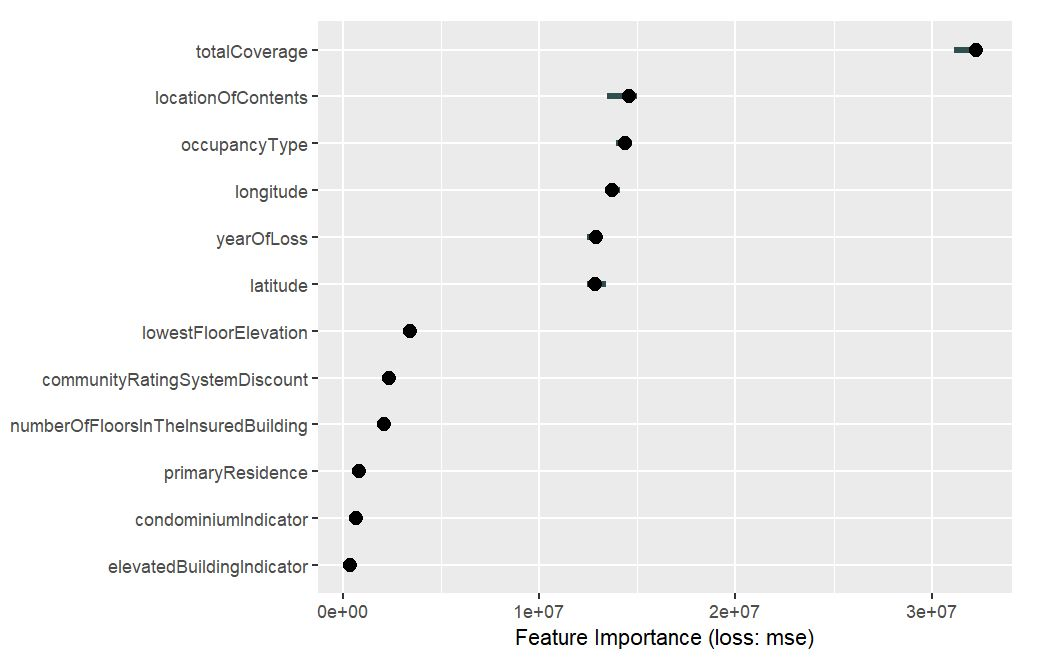 totalCoverage
locationOfContents
occupancyType
longitude
yearOfLoss
latitude
lowestFloorElevation
communityRatingSystemDiscount
numberOfFloorsInTheInsuredBuilding
primaryResidence
condominiumIndicator
elevatedBuildingIndicator
0e+00 1e+07 2e+07 3e+07
Feature Importance (loss: mse)